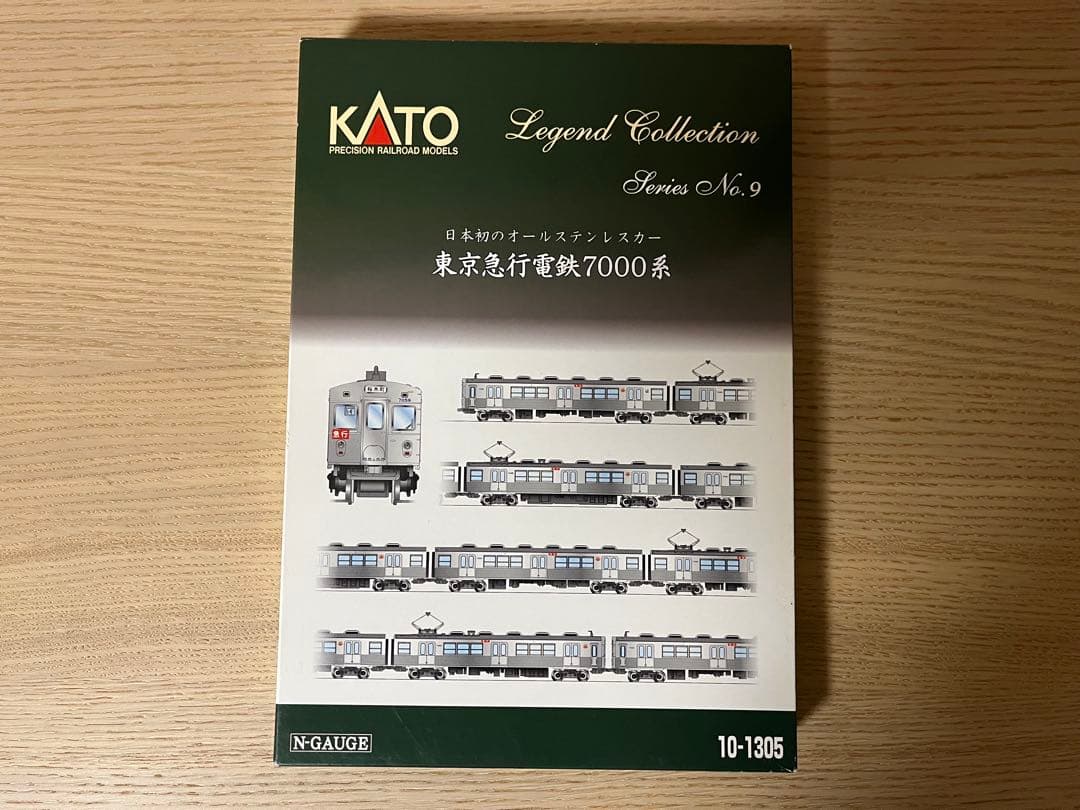 KATO
PRECISION RAILROAD MODELS
Legend Collection
Series No.9
日本初のオールステンレスカー
東京急行電鉄7000系
急行
N-GAUGE
10-1305